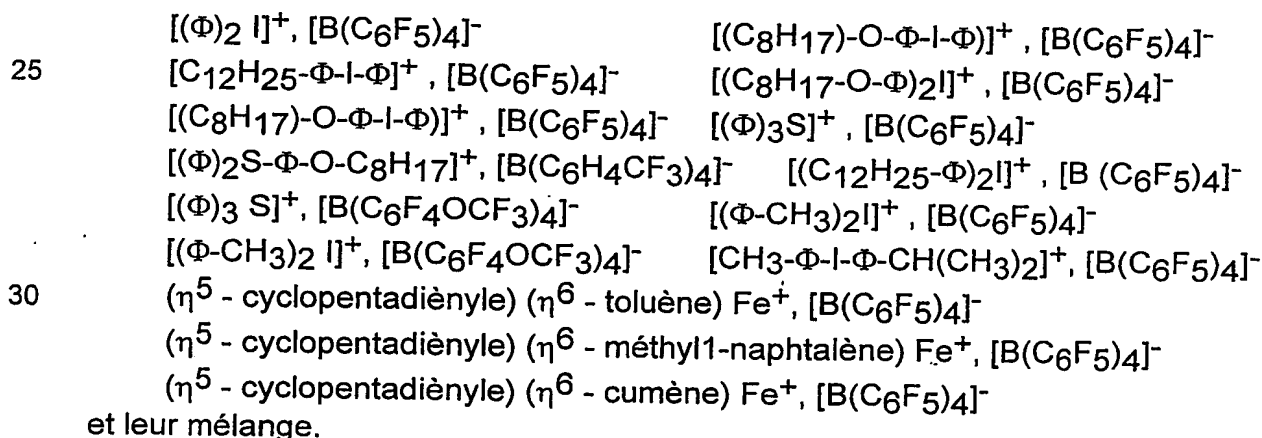 [(Φ)2 I]+, [B(C6F5)4]- [(C8H17)-O-Φ-I-Φ)]+ , [B(C6F5)4]-
25 [C12H25-Φ-I-Φ]+ , [B(C6F5)4]- [(C8H17-O-Φ)2I]+ , [B(C6F5)4]-
[(C8H17)-O-Φ-I-Φ)]+ , [B(C6F5)4]- [(Φ)3S]+ , [B(C6F5)4]-
[(Φ)2S-Φ-O-C8H17]+, [B(C6H4CF3)4]- [(C12H25-Φ)2I]+ , [B (C6F5)4]-
[(Φ)3 S]+, [B(C6F4OCF3)4]- [(Φ-CH3)2I]+ , [B(C6F5)4]-
[(Φ-CH3)2 I]+, [B(C6F4OCF3)4]- [CH3-Φ-I-Φ-CH(CH3)2]+, [B(C6F5)4]-
30 (η5 - cyclopentadiènyle) (η6 - toluène) Fe+, [B(C6F5)4]-
(η5 - cyclopentadiènyle) (η6 - méthyl1-naphtalène) Fe+, [B(C6F5)4]-
(η5 - cyclopentadiènyle) (η6 - cumène) Fe+, [B(C6F5)4]-
et leur mélange.